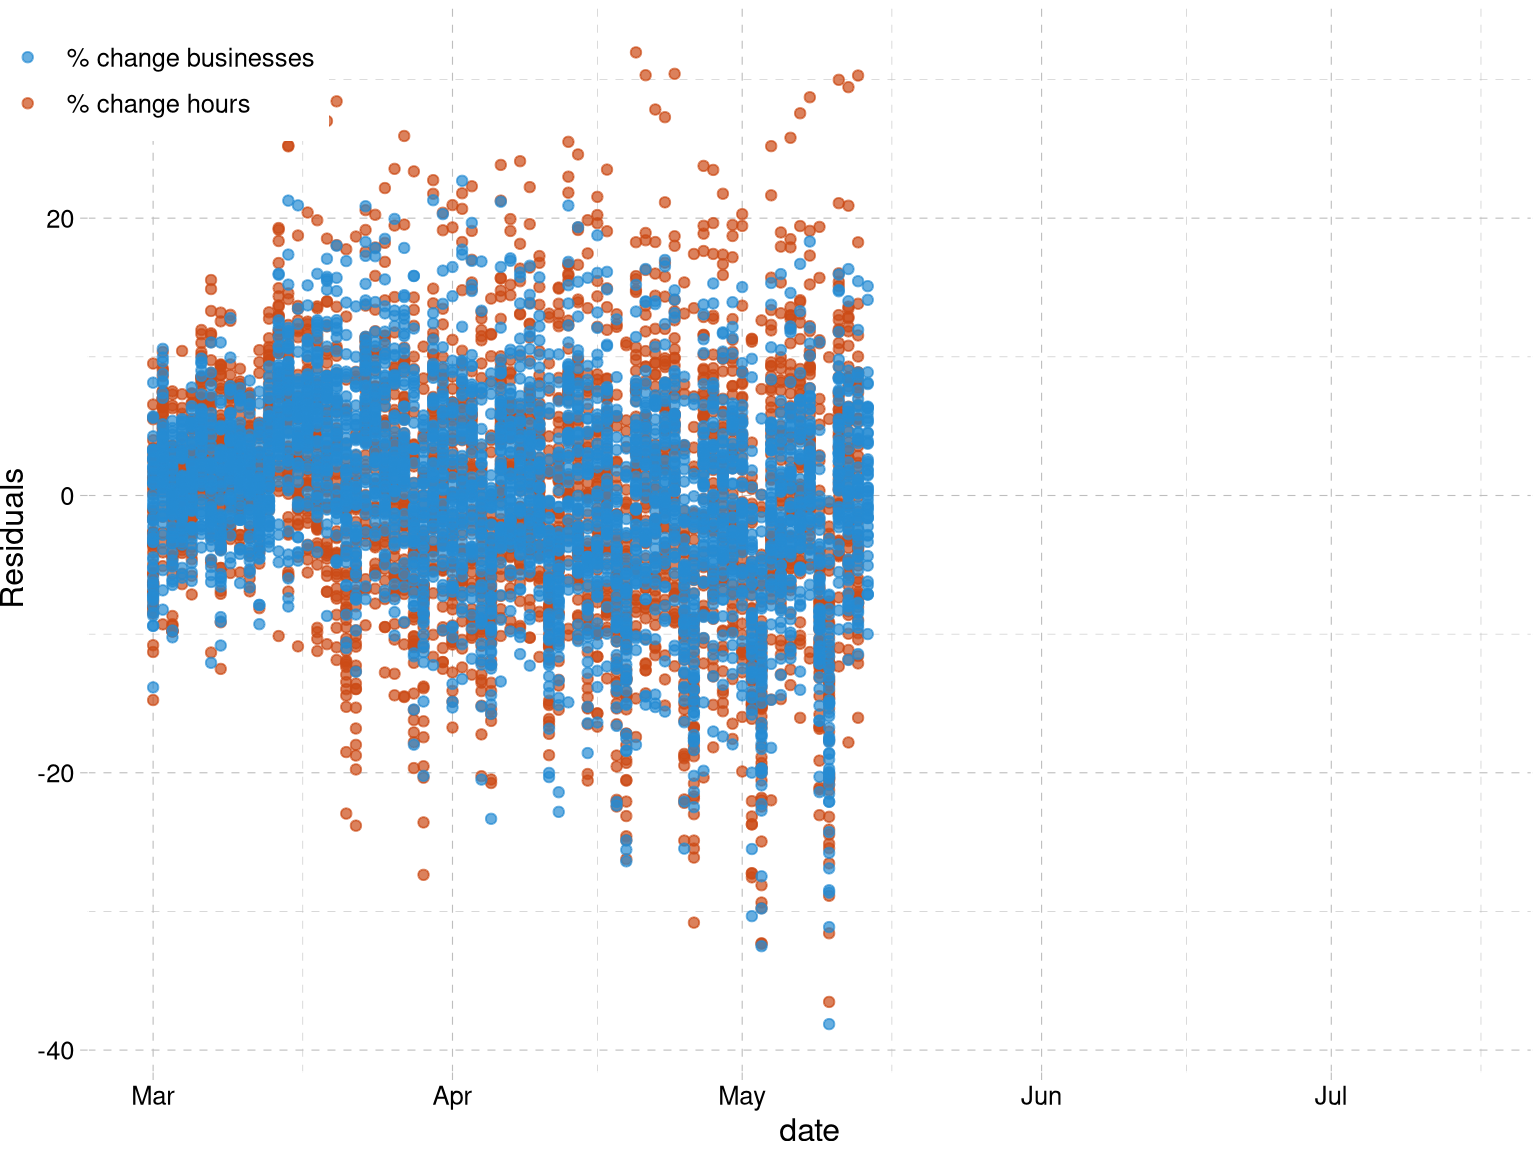 % change businesses
% change hours
20
0
-20
-40
Residuals
Mar Apr May Jun Jul
date